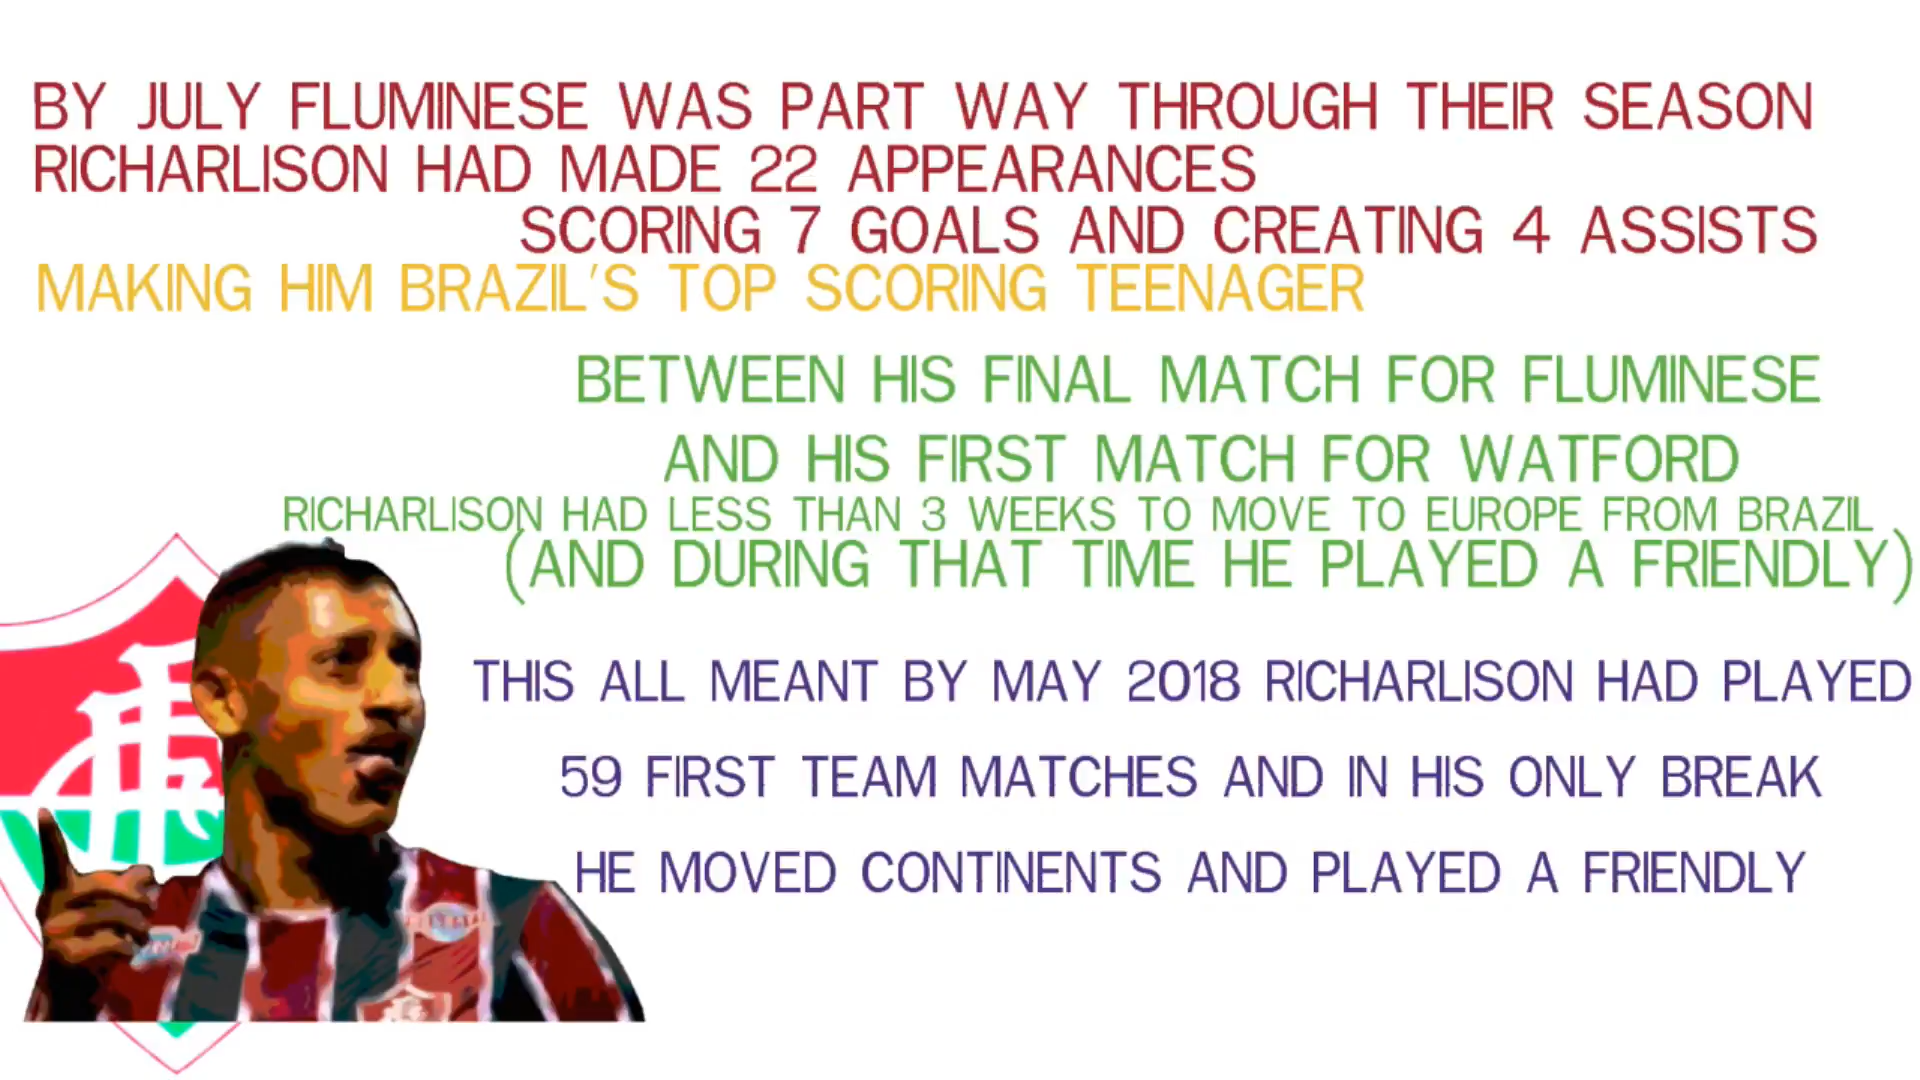 BY JULY FLUMINESE WAS PART WAY THROUGH THEIR SEASON
RICHARLISON HAD MADE 22 APPEARANCES
SCORING 7 GOALS AND CREATING 4 ASSISTS
MAKING HIM BRAZIL'S TOP SCORING TEENAGER
BETWEEN HIS FINAL MATCH FOR FLUMINESE
AND HIS FIRST MATCH FOR WATFORD
RICHARLISON HAD LESS THAN 3 WEEKS TO MOVE TO EUROPE FROM BRAZIL
(AND DURING THAT TIME HE PLAYED A FRIENDLY)
THIS ALL MEANT BY MAY 2018 RICHARLISON HAD PLAYED
59 FIRST TEAM MATCHES AND IN HIS ONLY BREAK
HE MOVED CONTINENTS AND PLAYED A FRIENDLY